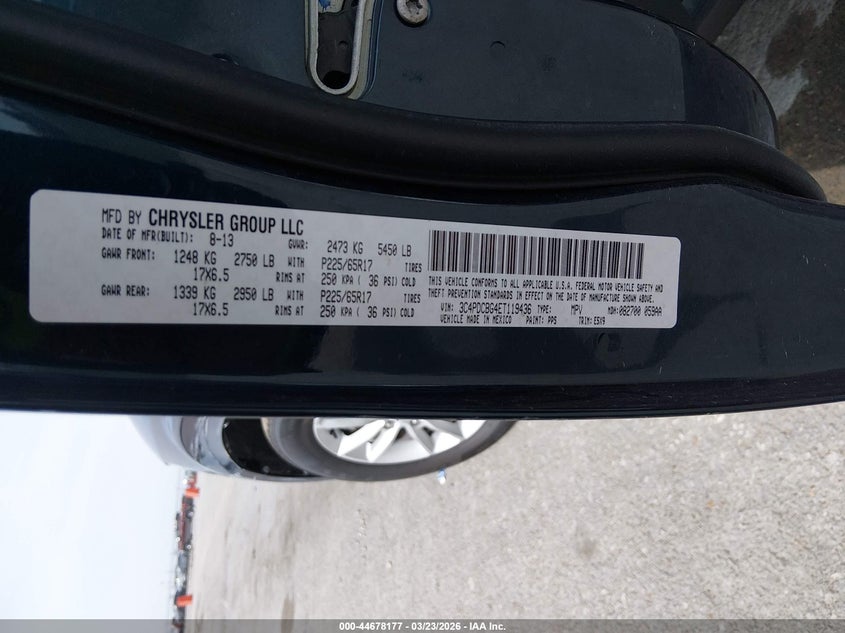 MFD BY CHRYSLER GROUP LLC
DATE OF MFR(BUILT): 8-13 GVWR: 2473 KG 5450 LB
GAWR FRONT: 1248 KG 2750 LB WITH P225/65R17 TIRES
17X6.5 RIMS AT 250 KPA ( 36 PSI) COLD
GAWR REAR: 1339 KG 2950 LB WITH P225/65R17 TIRES
17X6.5 RIMS AT 250 KPA ( 36 PSI) COLD
THIS VEHICLE CONFORMS TO ALL APPLICABLE U.S.A. FEDERAL MOTOR VEHICLE SAFETY AND
THEFT PREVENTION STANDARDS IN EFFECT ON THE DATE OF MANUFACTURE SHOWN ABOVE.
VIN: 3C4PDCBG4ET119436 TYPE: MPV MDH: 082700 059AA
VEHICLE MADE IN MEXICO PAINT: PPS TRIM: E5X9
000-44678177 — 03/23/2026 — IAA Inc.